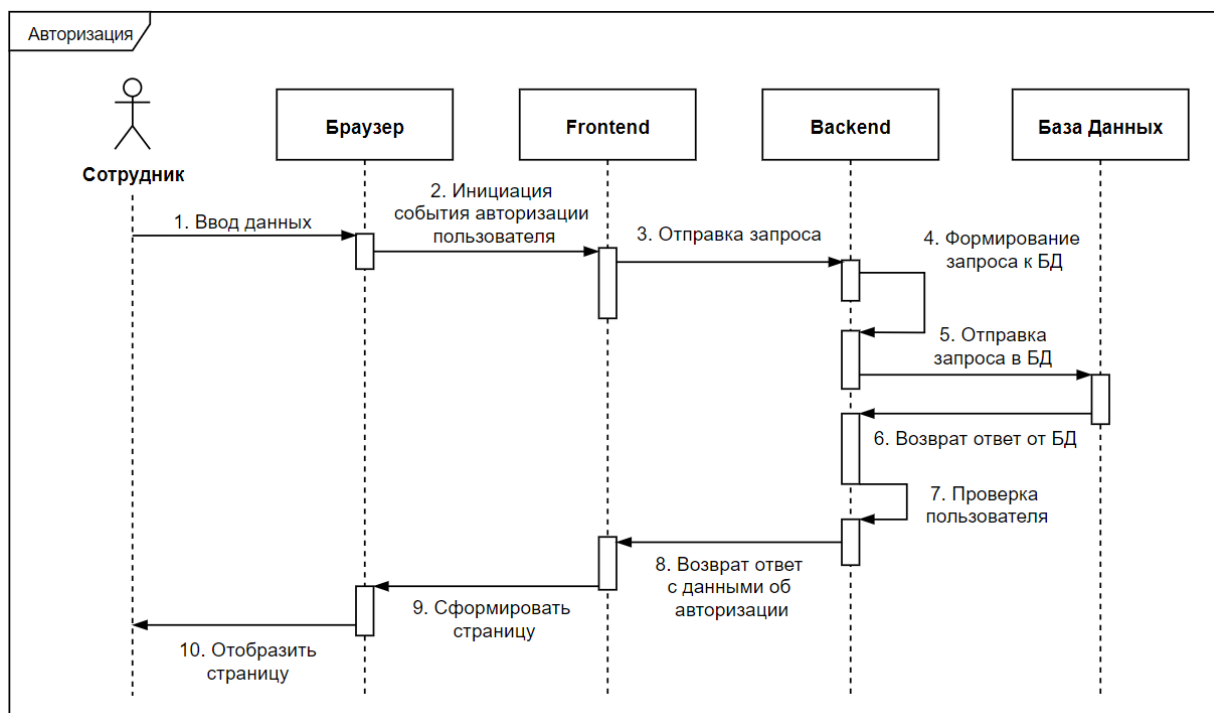 Авторизация
Сотрудник
Браузер
Frontend
Backend
База Данных
1. Ввод данных
2. Инициация
события авторизации
пользователя
3. Отправка запроса
4. Формирование
запроса к БД
5. Отправка
запроса в БД
6. Возврат ответ от БД
7. Проверка
пользователя
8. Возврат ответ
с данными об
авторизации
9. Сформировать
страницу
10. Отобразить
страницу